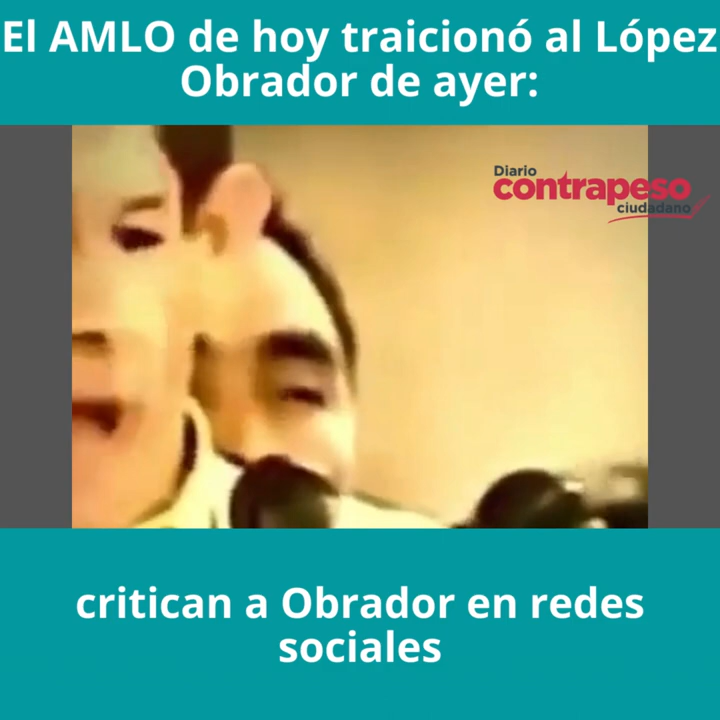 El AMLO de hoy traicionó al López
Obrador de ayer:
Diario
contrapeso
ciudadano
critican a Obrador en redes
sociales